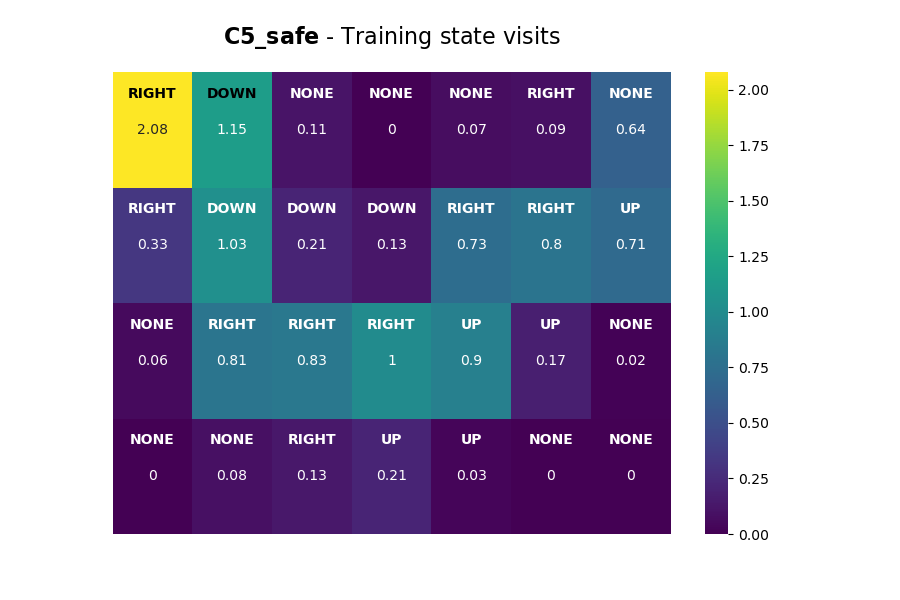 C5_safe - Training state visits
RIGHT DOWN NONE NONE NONE RIGHT NONE
2.08 1.15 0.11 0 0.07 0.09 0.64
RIGHT DOWN DOWN DOWN RIGHT RIGHT UP
0.33 1.03 0.21 0.13 0.73 0.8 0.71
NONE RIGHT RIGHT RIGHT UP UP NONE
0.06 0.81 0.83 1 0.9 0.17 0.02
NONE NONE RIGHT UP UP NONE NONE
0 0.08 0.13 0.21 0.03 0 0
2.00
1.75
1.50
1.25
1.00
0.75
0.50
0.25
0.00